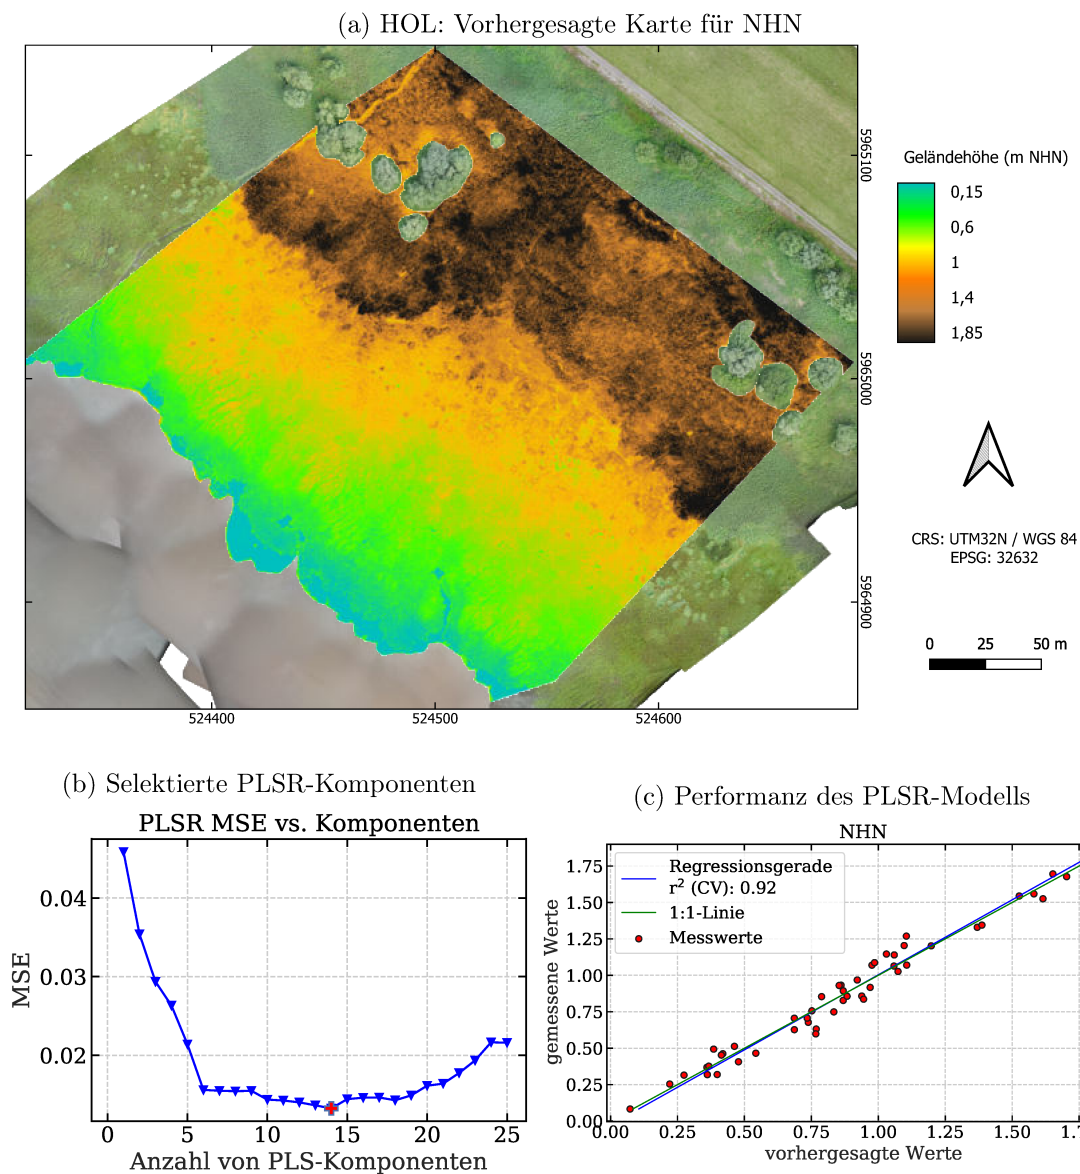 (a) HOL: Vorhergesagte Karte für NHN
5965100
5965000
5964900
524400
524500
524600
Geländehöhe (m NHN)
0,15
0,6
1
1,4
1,85
CRS: UTM32N / WGS 84
EPSG: 32632
0 25 50 m
(b) Selektierte PLSR-Komponenten
PLSR MSE vs. Komponenten
MSE
0.04
0.03
0.02
0 5 10 15 20 25
Anzahl von PLS-Komponenten
(c) Performanz des PLSR-Modells
NHN
Regressionsgerade
r² (CV): 0.92
1:1-Linie
Messwerte
gemessene Werte
1.75
1.50
1.25
1.00
0.75
0.50
0.25
0.00
0.00 0.25 0.50 0.75 1.00 1.25 1.50 1.7
vorhergesagte Werte